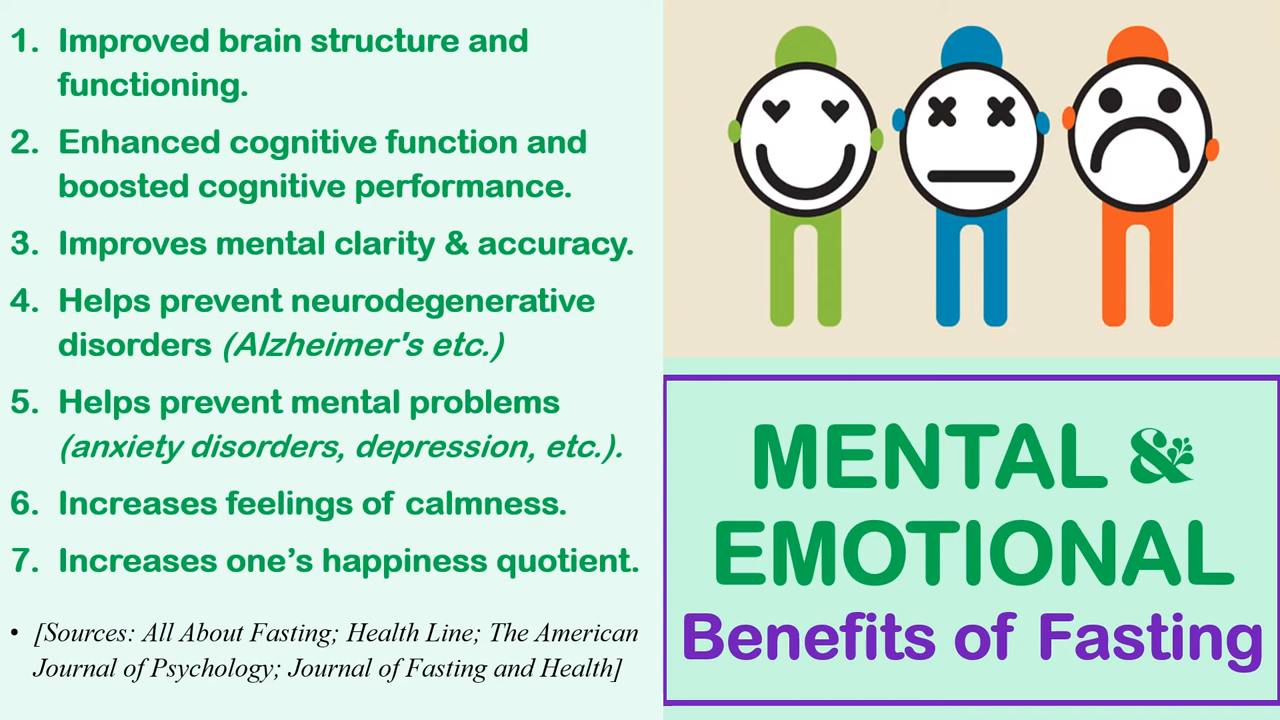 1. Improved brain structure and
functioning.
2. Enhanced cognitive function and
boosted cognitive performance.
3. Improves mental clarity & accuracy.
4. Helps prevent neurodegenerative
disorders (Alzheimer's etc.)
5. Helps prevent mental problems
(anxiety disorders, depression, etc.).
6. Increases feelings of calmness.
7. Increases one’s happiness quotient.
• [Sources: All About Fasting; Health Line; The American
Journal of Psychology; Journal of Fasting and Health]
MENTAL &
EMOTIONAL
Benefits of Fasting